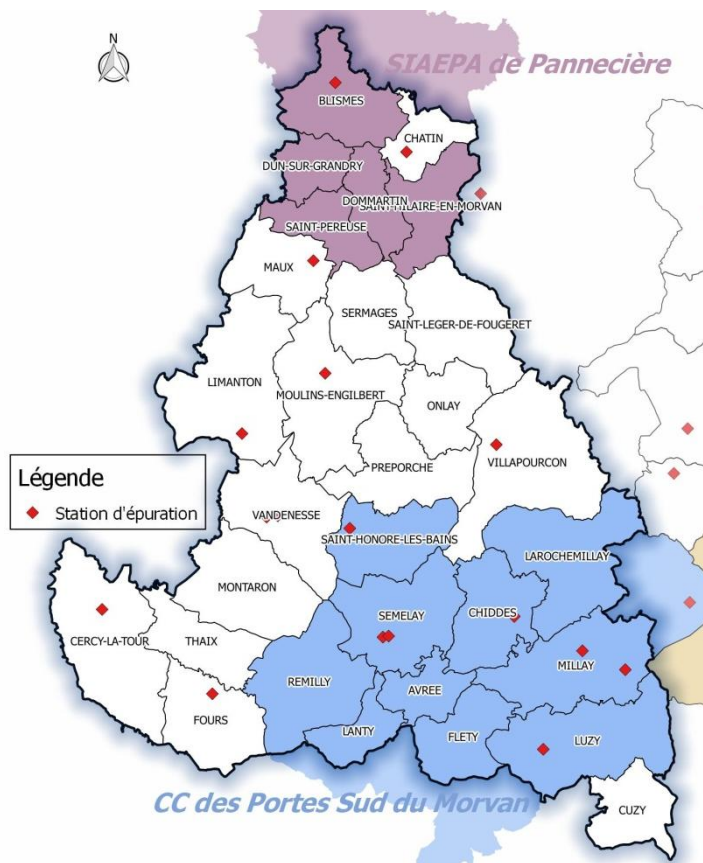 N
SIAEPA de Pannecière
BLISMES
CHATIN
DUN-SUR-GRANDRY
DOMMARTIN
SAINT-HILAIRE-EN-MORVAN
SAINT-PEREUSE
MAUX
SERMAGES
SAINT-LEGER-DE-FOUGERET
LIMANTON
MOULINS-ENGILBERT
ONLAY
PREPORCHE
VILLAPOURCON
Légende
Station d'épuration
VANDENESSE
SAINT-HONORE-LES-BAINS
LAROCHEMILLAY
MONTARON
SEMELAY
CHIDDES
CERCY-LA-TOUR
THAIX
MILLAY
REMILLY
AVREE
FOURS
LANTY
FLETY
LUZY
CC des Portes Sud du Morvan
CUZY